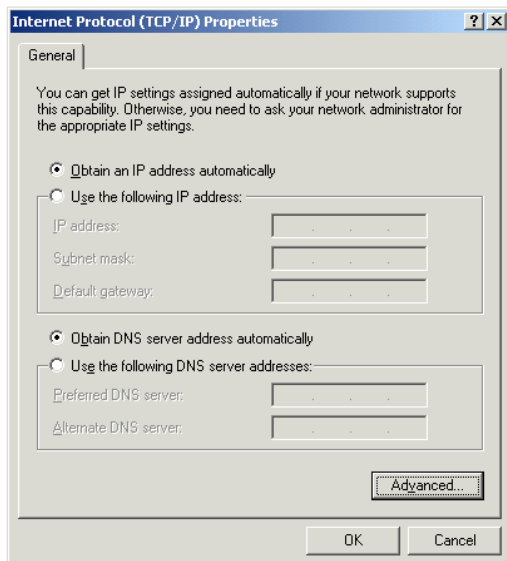 Internet Protocol (TCP/IP) Properties
General
You can get IP settings assigned automatically if your network supports
this capability. Otherwise, you need to ask your network administrator for
the appropriate IP settings.
Obtain an IP address automatically
Use the following IP address:
IP address:
Subnet mask:
Default gateway:
Obtain DNS server address automatically
Use the following DNS server addresses:
Preferred DNS server:
Alternate DNS server:
Advanced...
OK Cancel